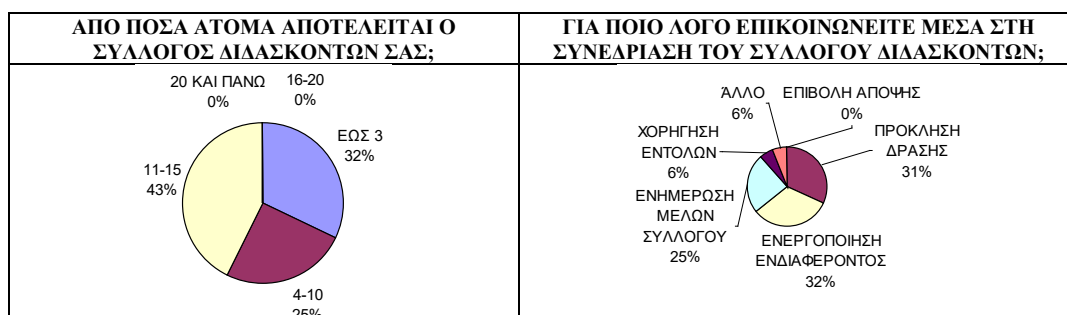 ΑΠΟ ΠΟΣΑ ΑΤΟΜΑ ΑΠΟΤΕΛΕΙΤΑΙ Ο
ΣΥΛΛΟΓΟΣ ΔΙΔΑΣΚΟΝΤΩΝ ΣΑΣ;
20 ΚΑΙ ΠΑΝΩ
0%
16-20
0%
ΕΩΣ 3
32%
11-15
43%
4-10
25%
ΓΙΑ ΠΟΙΟ ΛΟΓΟ ΕΠΙΚΟΙΝΩΝΕΙΤΕ ΜΕΣΑ ΣΤΗ
ΣΥΝΕΔΡΙΑΣΗ ΤΟΥ ΣΥΛΛΟΓΟΥ ΔΙΔΑΣΚΟΝΤΩΝ;
ΆΛΛΟ
6%
ΕΠΙΒΟΛΗ ΑΠΟΨΗΣ
0%
ΧΟΡΗΓΗΣΗ
ΕΝΤΟΛΩΝ
6%
ΠΡΟΚΛΗΣΗ
ΔΡΑΣΗΣ
31%
ΕΝΗΜΕΡΩΣΗ
ΜΕΛΩΝ
ΣΥΛΛΟΓΟΥ
25%
ΕΝΕΡΓΟΠΟΙΗΣΗ
ΕΝΔΙΑΦΕΡΟΝΤΟΣ
32%